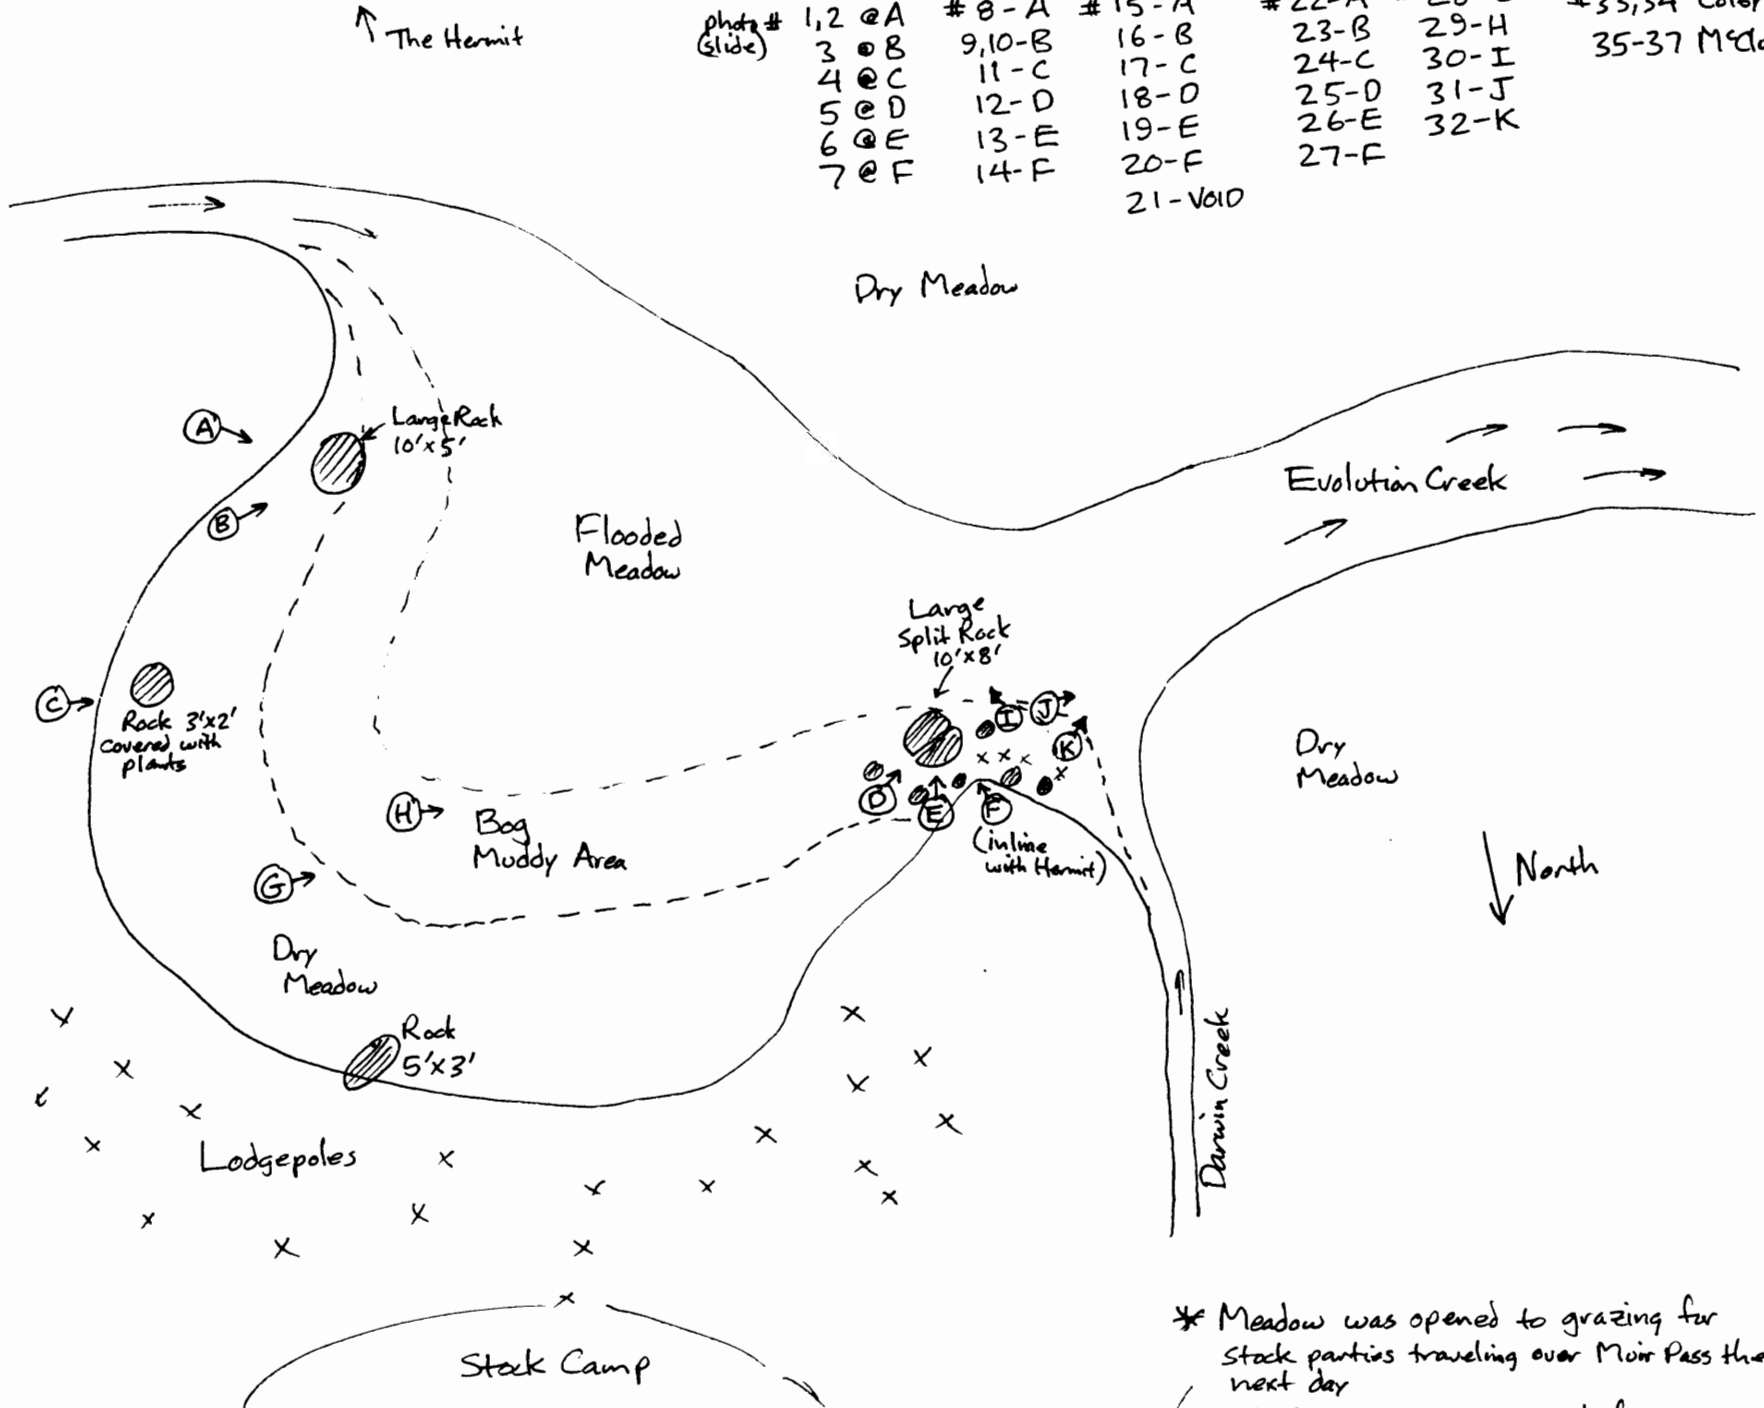 The Hermit
photo # 1,2 @ A # 8 - A # 15 - A
(slide) 3 @ B 9,10 - B 16 - B 23 - B 29 - H 35-37
4 @ C 11 - C 17 - C 24 - C 30 - I
5 @ D 12 - D 18 - D 25 - D 31 - J
6 @ E 13 - E 19 - E 26 - E 32 - K
7 @ F 14 - F 20 - F 27 - F
21 - VOID
Dry Meadow
A
Large Rock
10'x5'
B
Evolution Creek
Flooded
Meadow
Large
Split Rock
10'x8'
C
Rock 3'x2'
covered with
plants
I
J
K
D
E
F
(inline
with Hermit)
Dry
Meadow
H
Bog
Muddy Area
G
North
Dry
Meadow
Rock
5'x3'
Darwin Creek
Lodgepoles
Stock Camp
* Meadow was opened to grazing for
stock parties traveling over Muir Pass the
next day